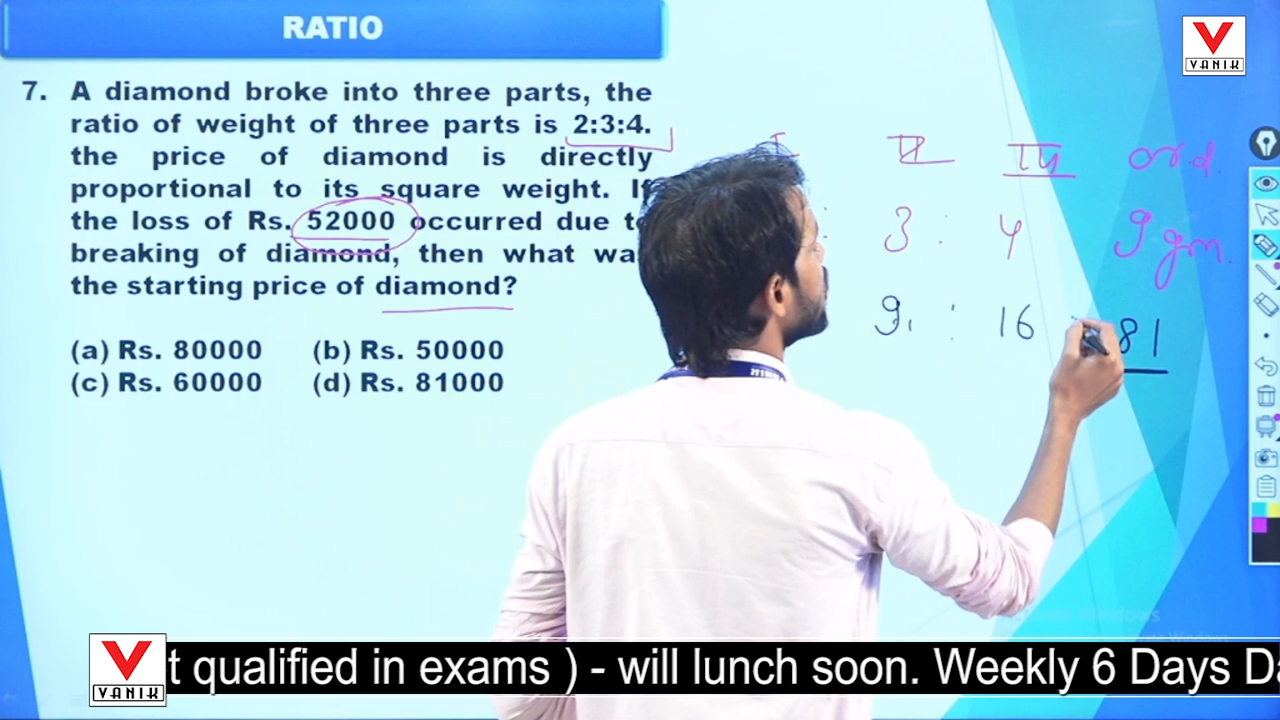 RATIO
VANIK
7. A diamond broke into three parts, the
ratio of weight of three parts is 2:3:4.
the price of diamond is directly
proportional to its square weight. If
the loss of Rs. 52000 occurred due to
breaking of diamond, then what was
the starting price of diamond?
(a) Rs. 80000 (b) Rs. 50000
(c) Rs. 60000 (d) Rs. 81000
I II III ord.
: 3 : 4 9 gm.
9 : 16 81
VANIK
t qualified in exams ) - will lunch soon. Weekly 6 Days Da